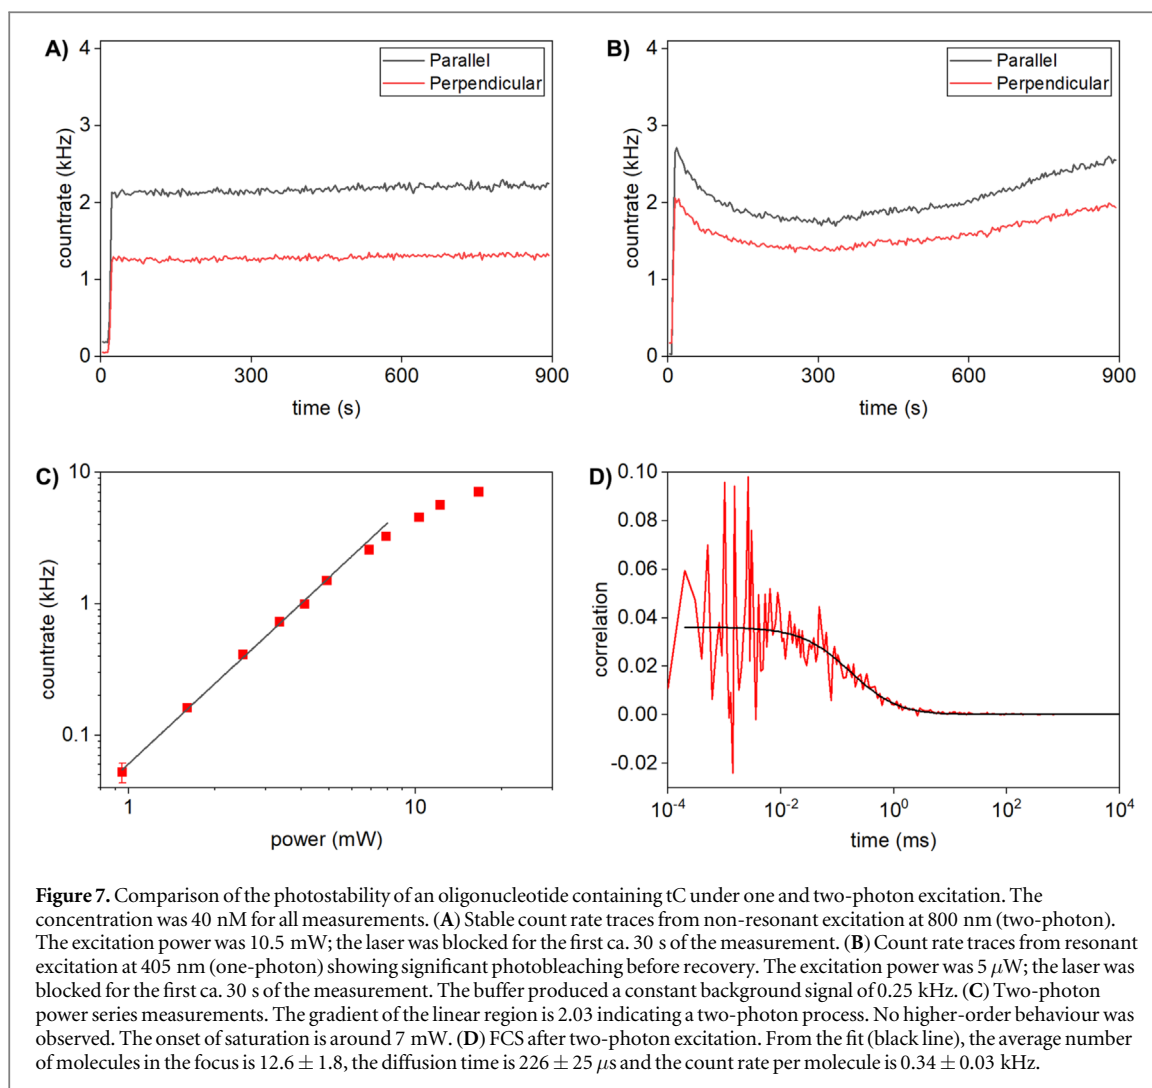 A)
4
3
2
1
0
countrate (kHz)
Parallel
Perpendicular
0
300
600
900
time (s)
B)
4
3
2
1
0
countrate (kHz)
Parallel
Perpendicular
0
300
600
900
time (s)
C)
10
1
0.1
countrate (kHz)
1
10
power (mW)
D)
0.10
0.08
0.06
0.04
0.02
0.00
-0.02
correlation
10⁻⁴
10⁻²
10⁰
10²
10⁴
time (ms)
Figure 7. Comparison of the photostability of an oligonucleotide containing tC under one and two-photon excitation. The
concentration was 40 nM for all measurements. (A) Stable count rate traces from non-resonant excitation at 800 nm (two-photon).
The excitation power was 10.5 mW; the laser was blocked for the first ca. 30 s of the measurement. (B) Count rate traces from resonant
excitation at 405 nm (one-photon) showing significant photobleaching before recovery. The excitation power was 5 μW; the laser was
blocked for the first ca. 30 s of the measurement. The buffer produced a constant background signal of 0.25 kHz. (C) Two-photon
power series measurements. The gradient of the linear region is 2.03 indicating a two-photon process. No higher-order behaviour was
observed. The onset of saturation is around 7 mW. (D) FCS after two-photon excitation. From the fit (black line), the average number
of molecules in the focus is 12.6 ± 1.8, the diffusion time is 226 ± 25 μs and the count rate per molecule is 0.34 ± 0.03 kHz.